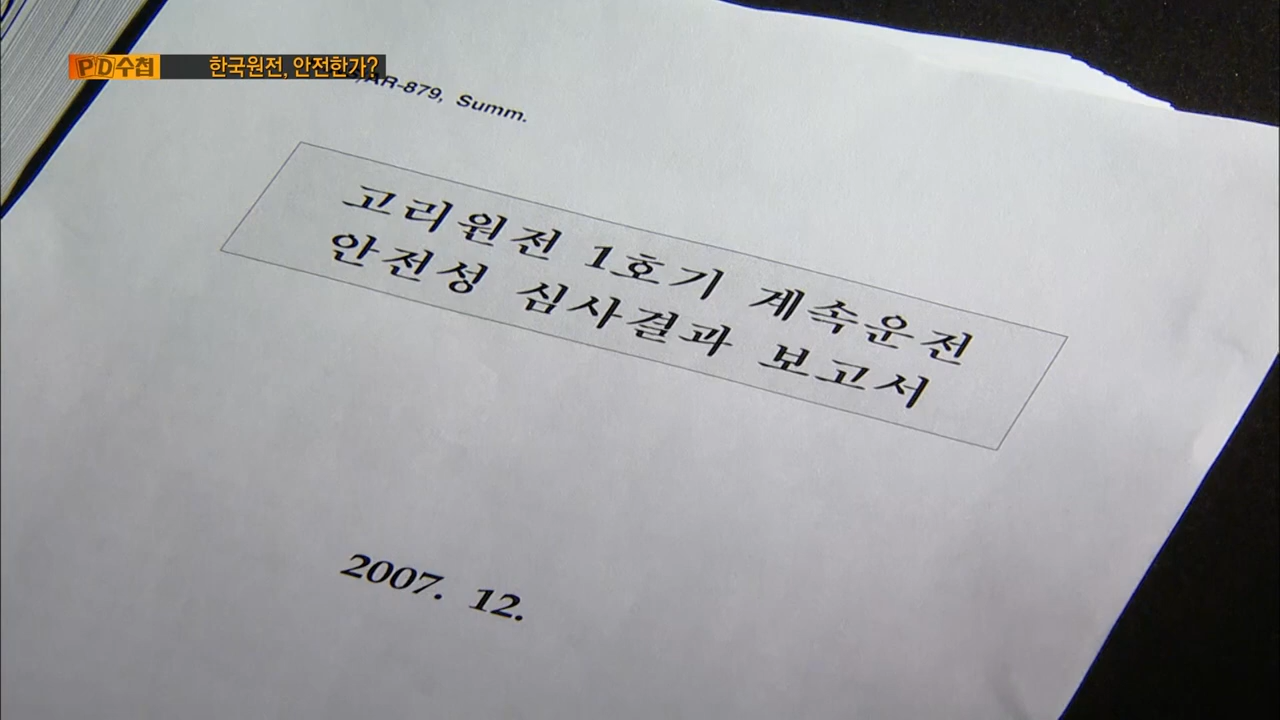 PD수첩 한국원전, 안전한가?
AR-879, Summ.
고리원전 1호기 계속운전
안전성 심사결과 보고서
2007. 12.